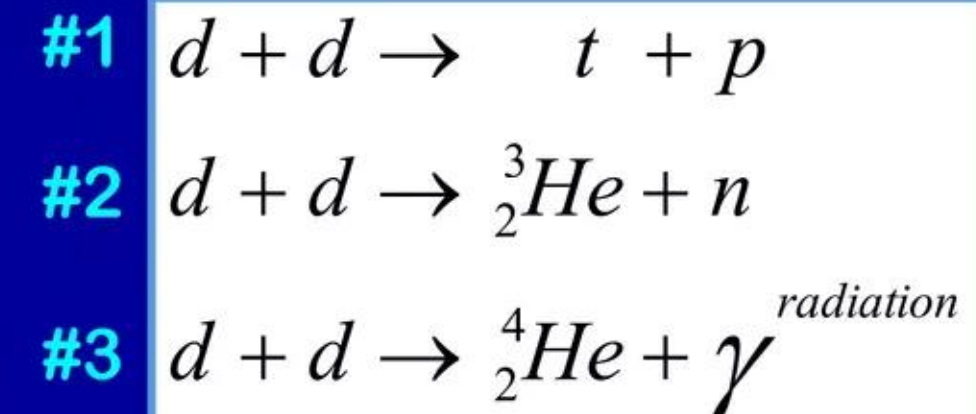 #1 d + d → t + p
#2 d + d → ³₂He + n
#3 d + d → ⁴₂He + γ radiation